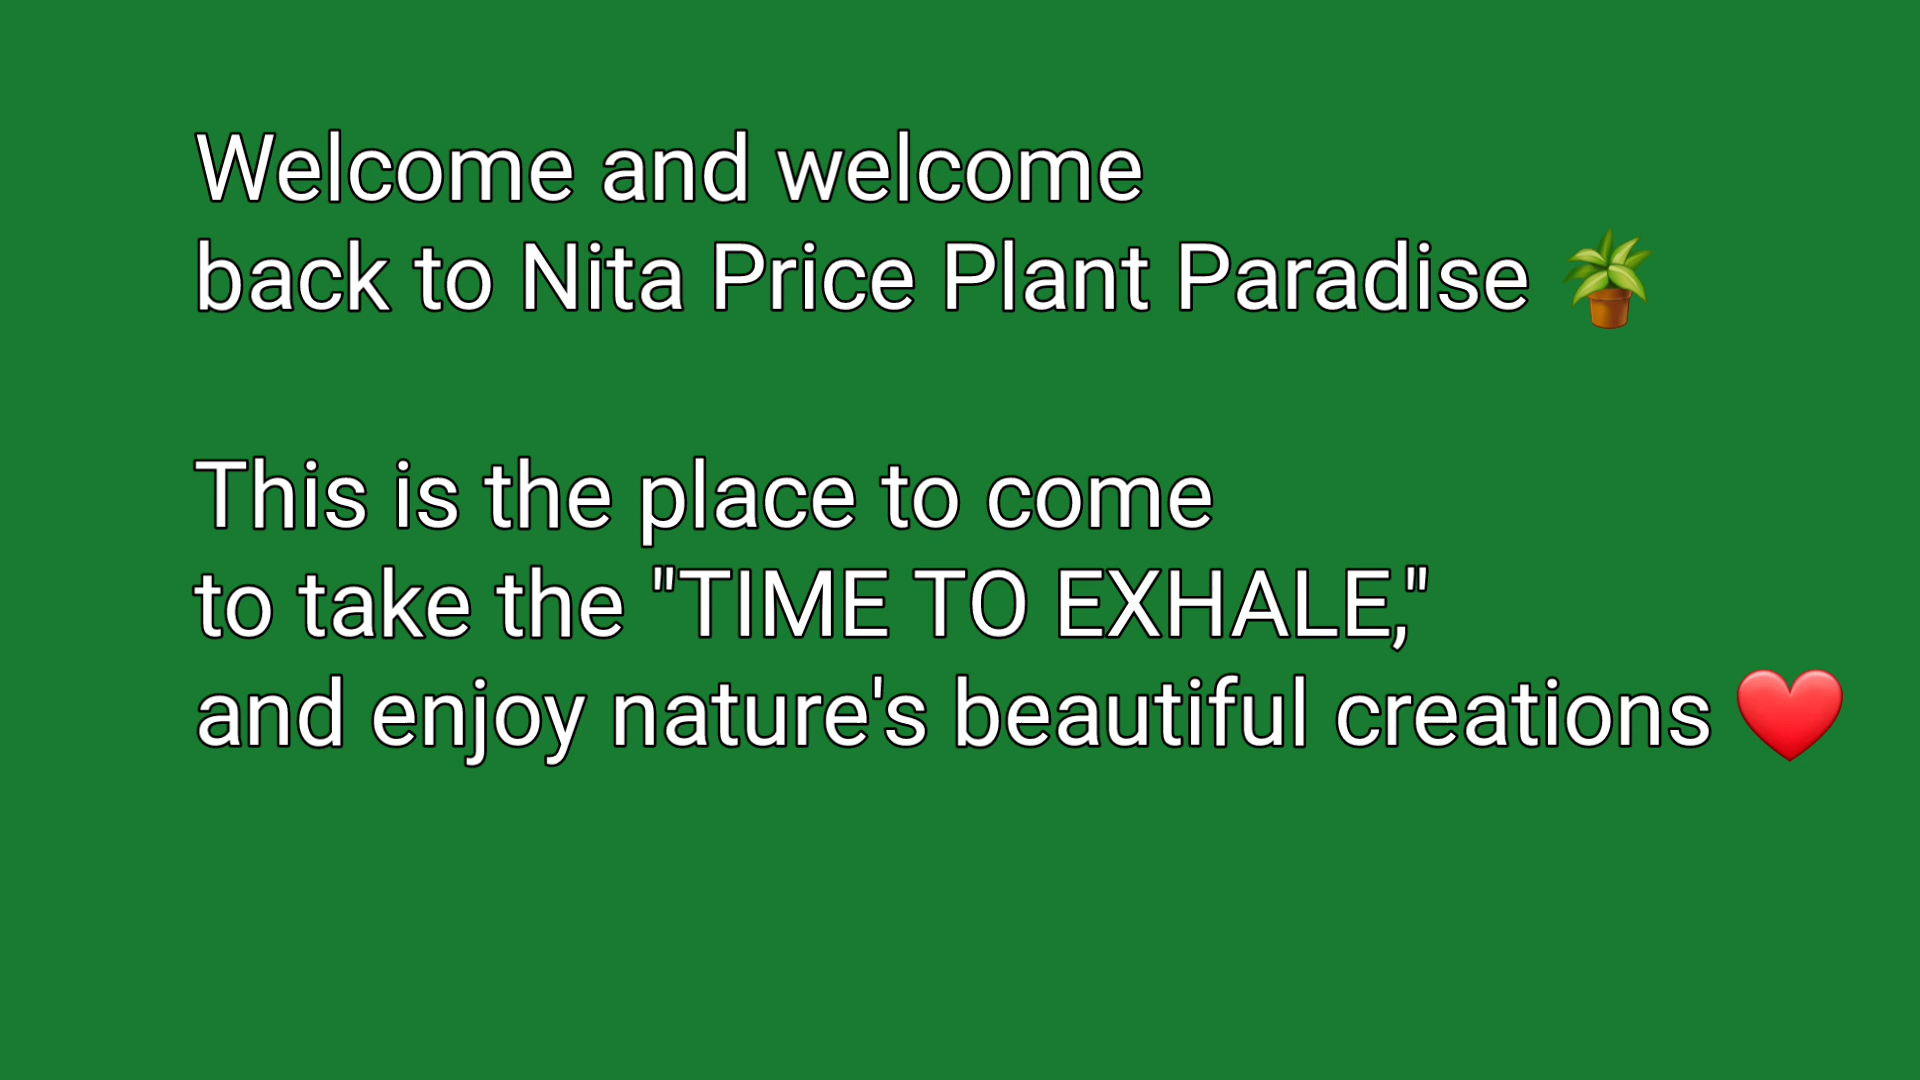 Welcome and welcome
back to Nita Price Plant Paradise 🪴
This is the place to come
to take the "TIME TO EXHALE,"
and enjoy nature's beautiful creations ❤️